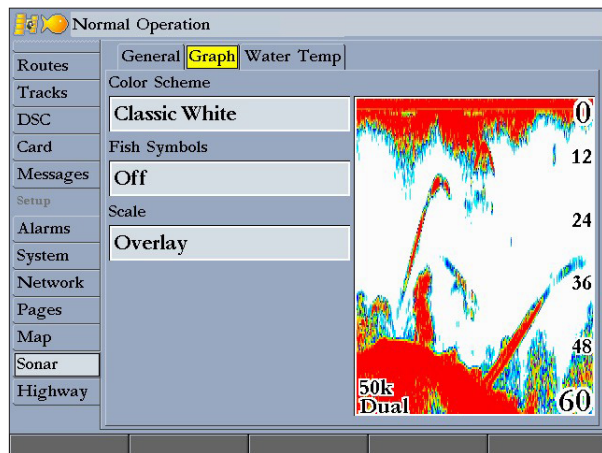 Normal Operation
Routes
Tracks
DSC
Card
Messages
Setup
Alarms
System
Network
Pages
Map
Sonar
Highway
General Graph Water Temp
Color Scheme
Classic White
Fish Symbols
Off
Scale
Overlay
0
12
24
36
48
60
50k
Dual